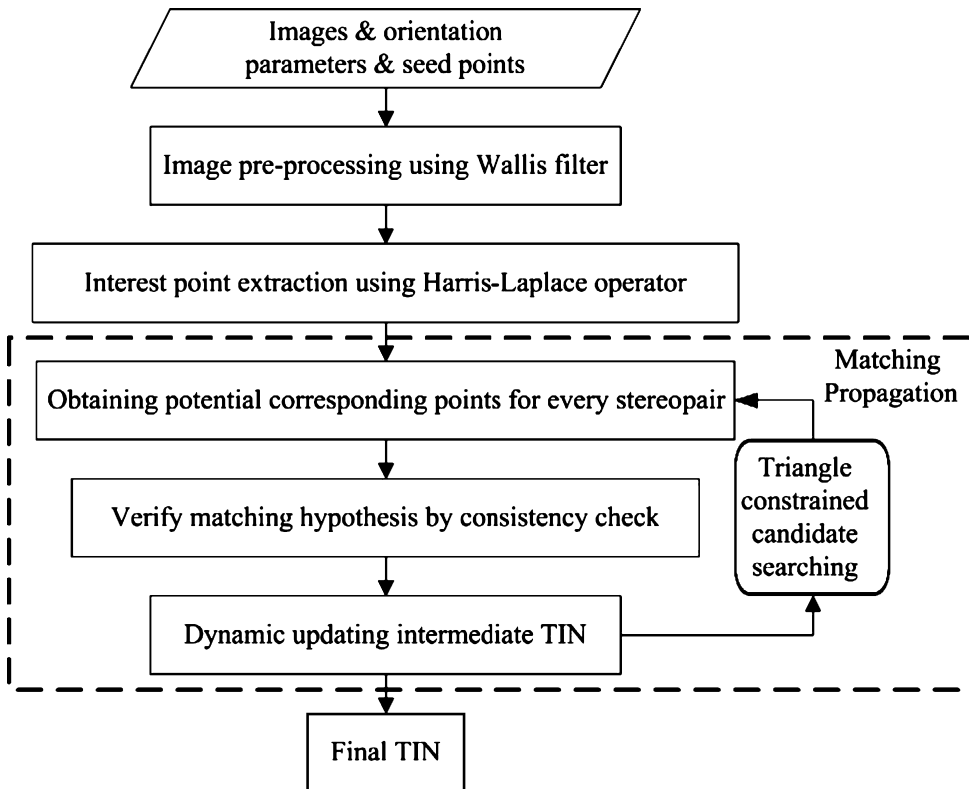 Images & orientation
parameters & seed points
Image pre-processing using Wallis filter
Interest point extraction using Harris-Laplace operator
Matching
Propagation
Obtaining potential corresponding points for every stereopair
Triangle
constrained
candidate
searching
Verify matching hypothesis by consistency check
Dynamic updating intermediate TIN
Final TIN